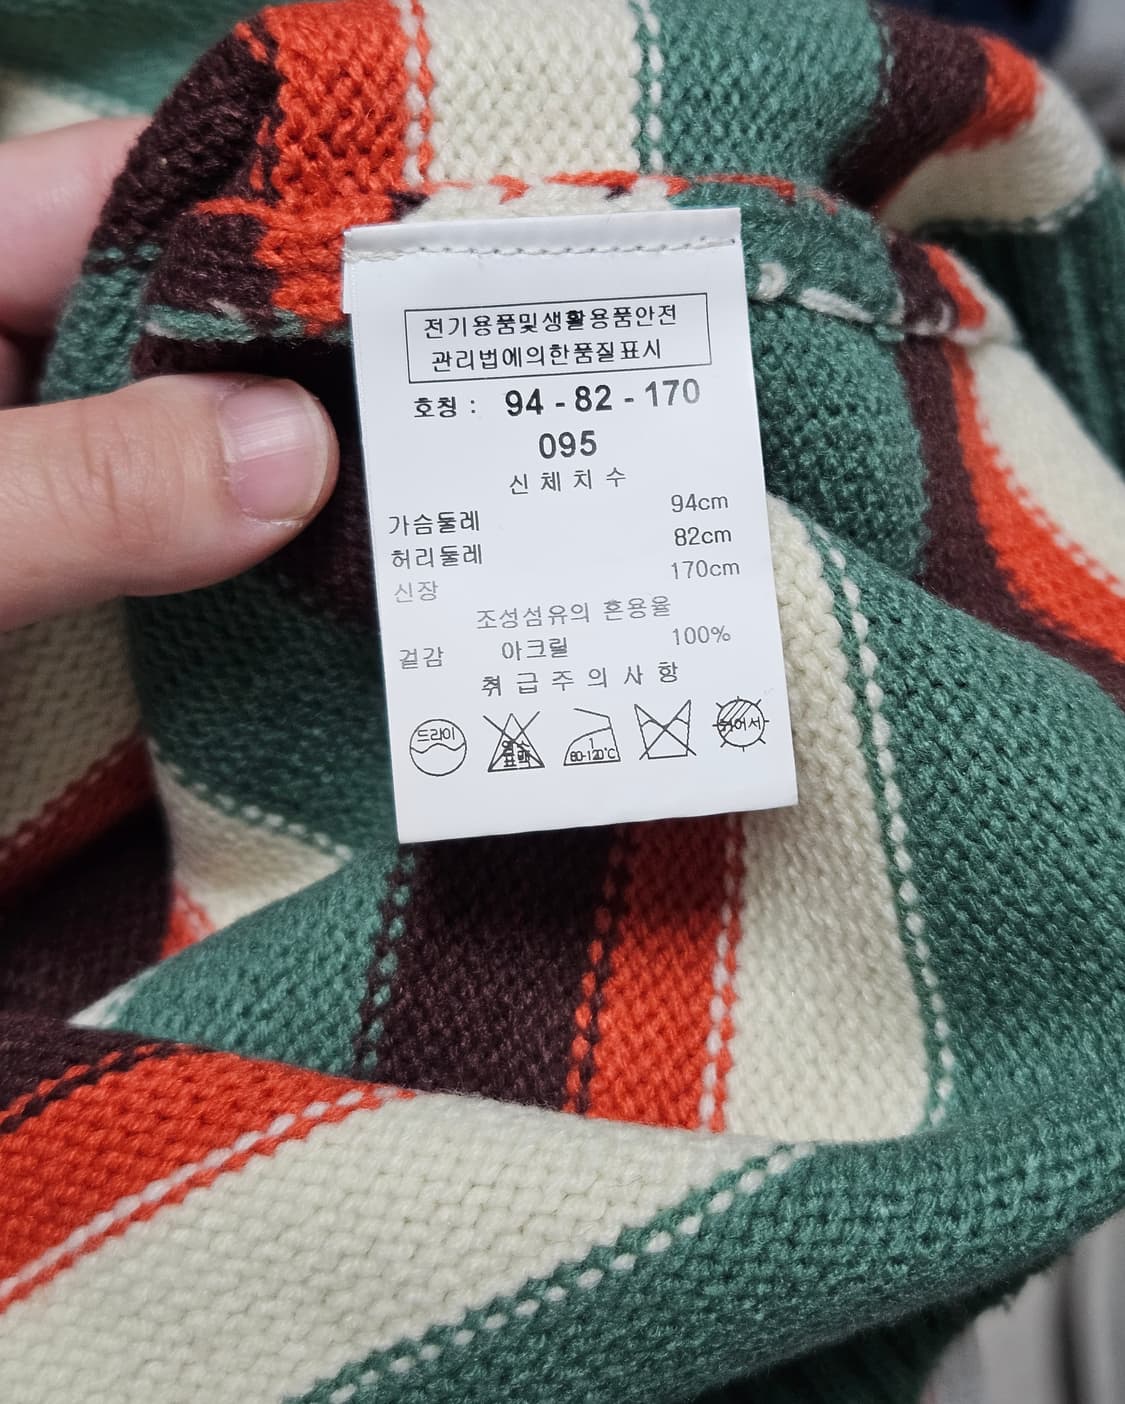 전기용품및생활용품안전
관리법에의한품질표시
호칭 : 94 - 82 - 170
095
신 체 치 수
가슴둘레 94cm
허리둘레 82cm
신장 170cm
조성섬유의 혼용율
겉감 아크릴 100%
취 급 주 의 사 항
드라이
80-120℃